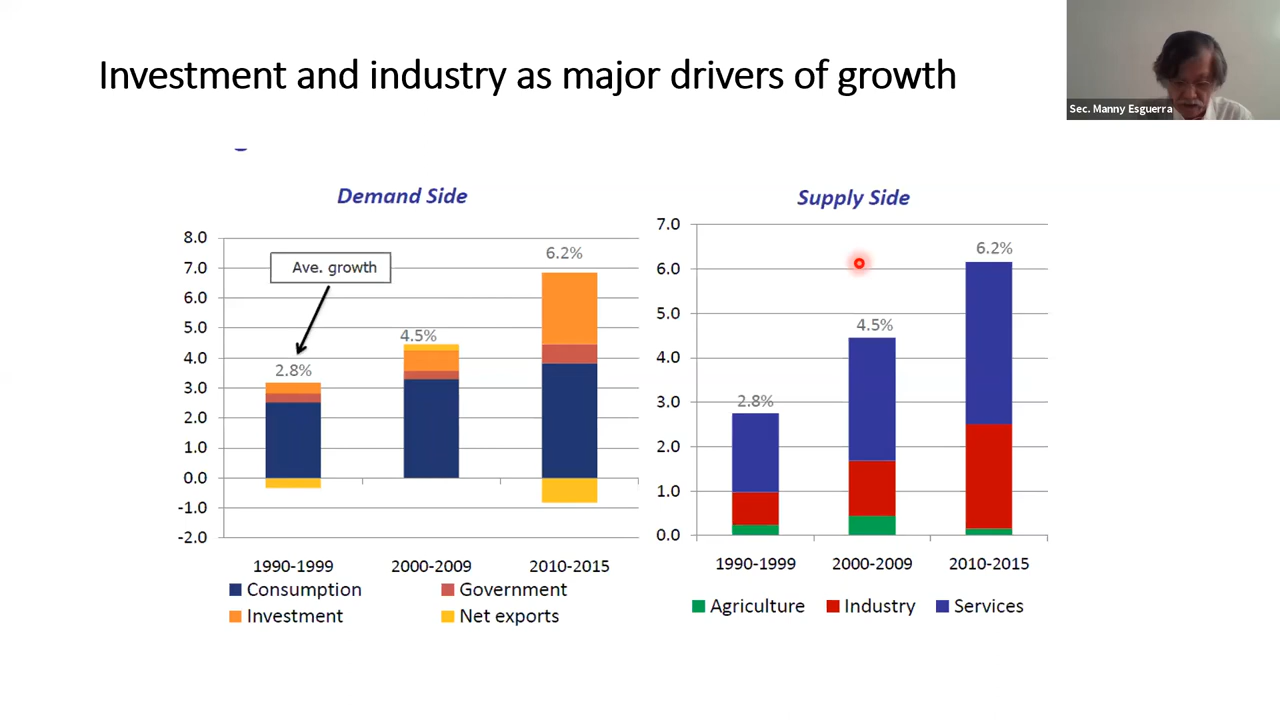 Investment and industry as major drivers of growth
Sec. Manny Esguerra
Demand Side
8.0
7.0
6.0
5.0
4.0
3.0
2.0
1.0
0.0
-1.0
-2.0
Ave. growth
2.8%
4.5%
6.2%
1990-1999
2000-2009
2010-2015
Consumption
Government
Investment
Net exports
Supply Side
7.0
6.0
5.0
4.0
3.0
2.0
1.0
0.0
2.8%
4.5%
6.2%
1990-1999
2000-2009
2010-2015
Agriculture
Industry
Services